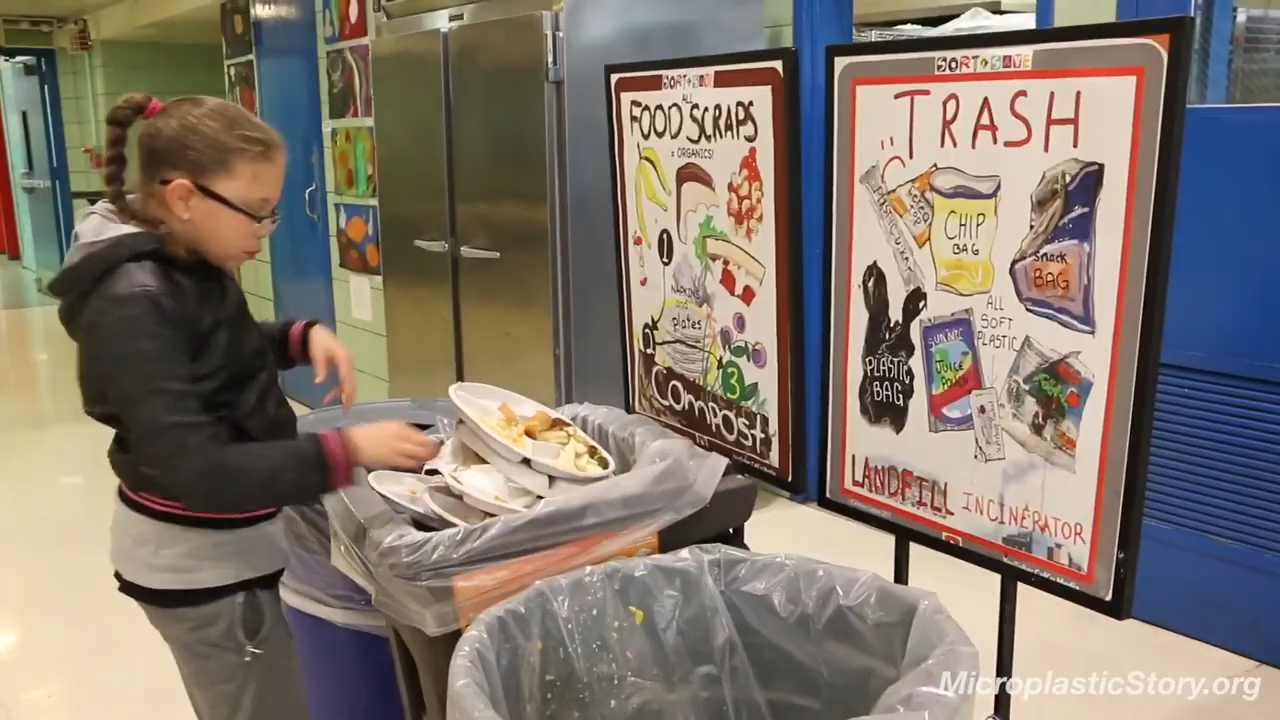 SORT & SAVE
ALL
FOOD SCRAPS
= ORGANICS!
1
NAPKINS
and
plates
2
3
COMPOST
SORT & SAVE
TRASH
CHIP
BAG
snack
BAG
PLASTIC
BAG
ALL
SOFT
PLASTIC
JUICE
POUCH
LANDFILL INCINERATOR
MicroplasticStory.org